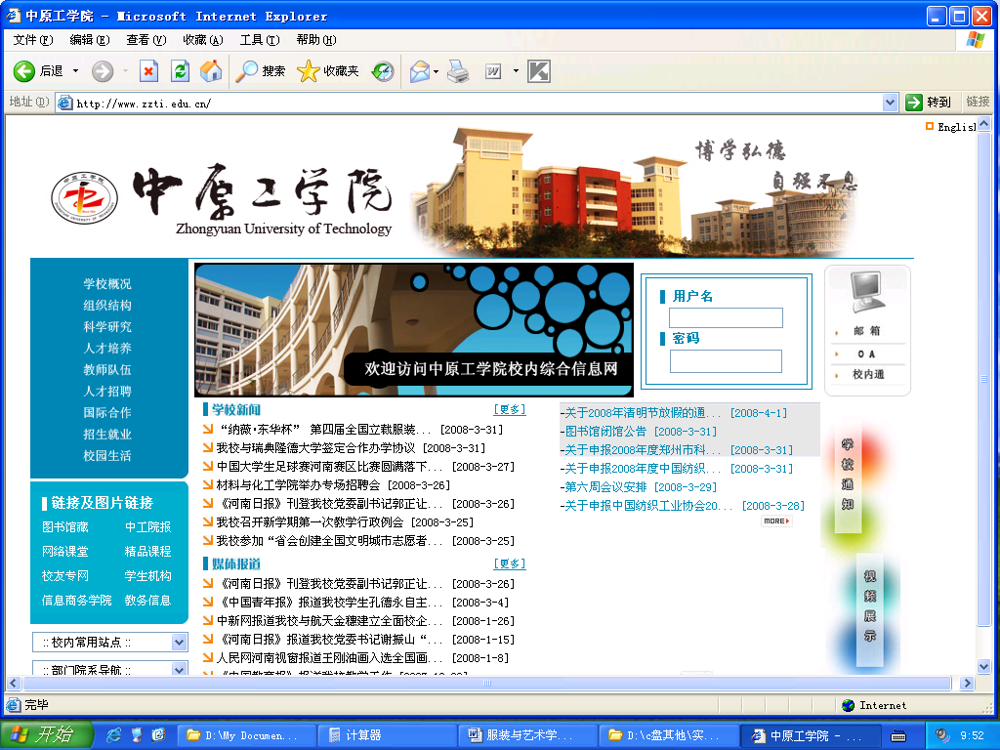 中原工学院 - Microsoft Internet Explorer
文件(F) 编辑(E) 查看(V) 收藏(A) 工具(T) 帮助(H)
后退 搜索 收藏夹
地址(D) http://www.zzti.edu.cn/ 转到 链接
English
博学弘德
自强不息
中原工学院
Zhongyuan University of Technology
学校概况
组织结构
科学研究
人才培养
教师队伍
人才招聘
国际合作
招生就业
校园生活
欢迎访问中原工学院校内综合信息网
用户名
密码
邮 箱
O A
校内通
学校新闻 [更多]
“纳薇·东华杯” 第四届全国立裁服装... [2008-3-31]
我校与瑞典隆德大学签定合作办学协议 [2008-3-31]
中国大学生足球赛河南赛区比赛圆满落下... [2008-3-27]
材料与化工学院举办专场招聘会 [2008-3-26]
《河南日报》刊登我校党委副书记郭正让... [2008-3-26]
我校召开新学期第一次教学行政例会 [2008-3-25]
我校参加“省会创建全国文明城市志愿者... [2008-3-25]
-关于2008年清明节放假的通... [2008-4-1]
-图书馆闭馆公告 [2008-3-31]
-关于申报2008年度郑州市科... [2008-3-31]
-关于申报2008年度中国纺织... [2008-3-31]
-第六周会议安排 [2008-3-29]
-关于申报中国纺织工业协会20... [2008-3-28]
MORE
学校通知
视频展示
链接及图片链接
图书馆藏 中工院报
网络课堂 精品课程
校友专网 学生机构
信息商务学院 教务信息
:: 校内常用站点 ::
:: 部门院系导航 ::
媒体报道 [更多]
《河南日报》刊登我校党委副书记郭正让... [2008-3-26]
《中国青年报》报道我校学生孔德永自主... [2008-3-4]
中新网报道我校与航天金穗建立全面校企... [2008-1-26]
《河南日报》报道我校党委书记谢振山“... [2008-1-15]
人民网河南视窗报道王刚油画入选全国画... [2008-1-8]
完毕 Internet
开始 D:\My Documen... 计算器 服装与艺术学... D:\c盘其他\实... 中原工学院 - ... 9:52